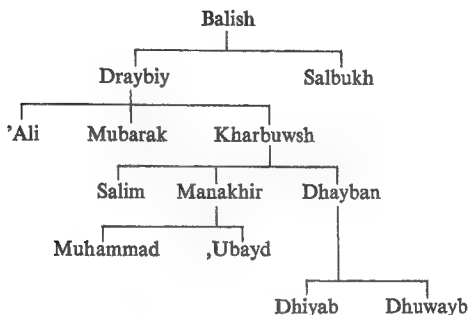 Balish
Draybiy Salbukh
'Ali Mubarak Kharbuwsh
Salim Manakhir Dhayban
Muhammad ,Ubayd
Dhiyab Dhuwayb